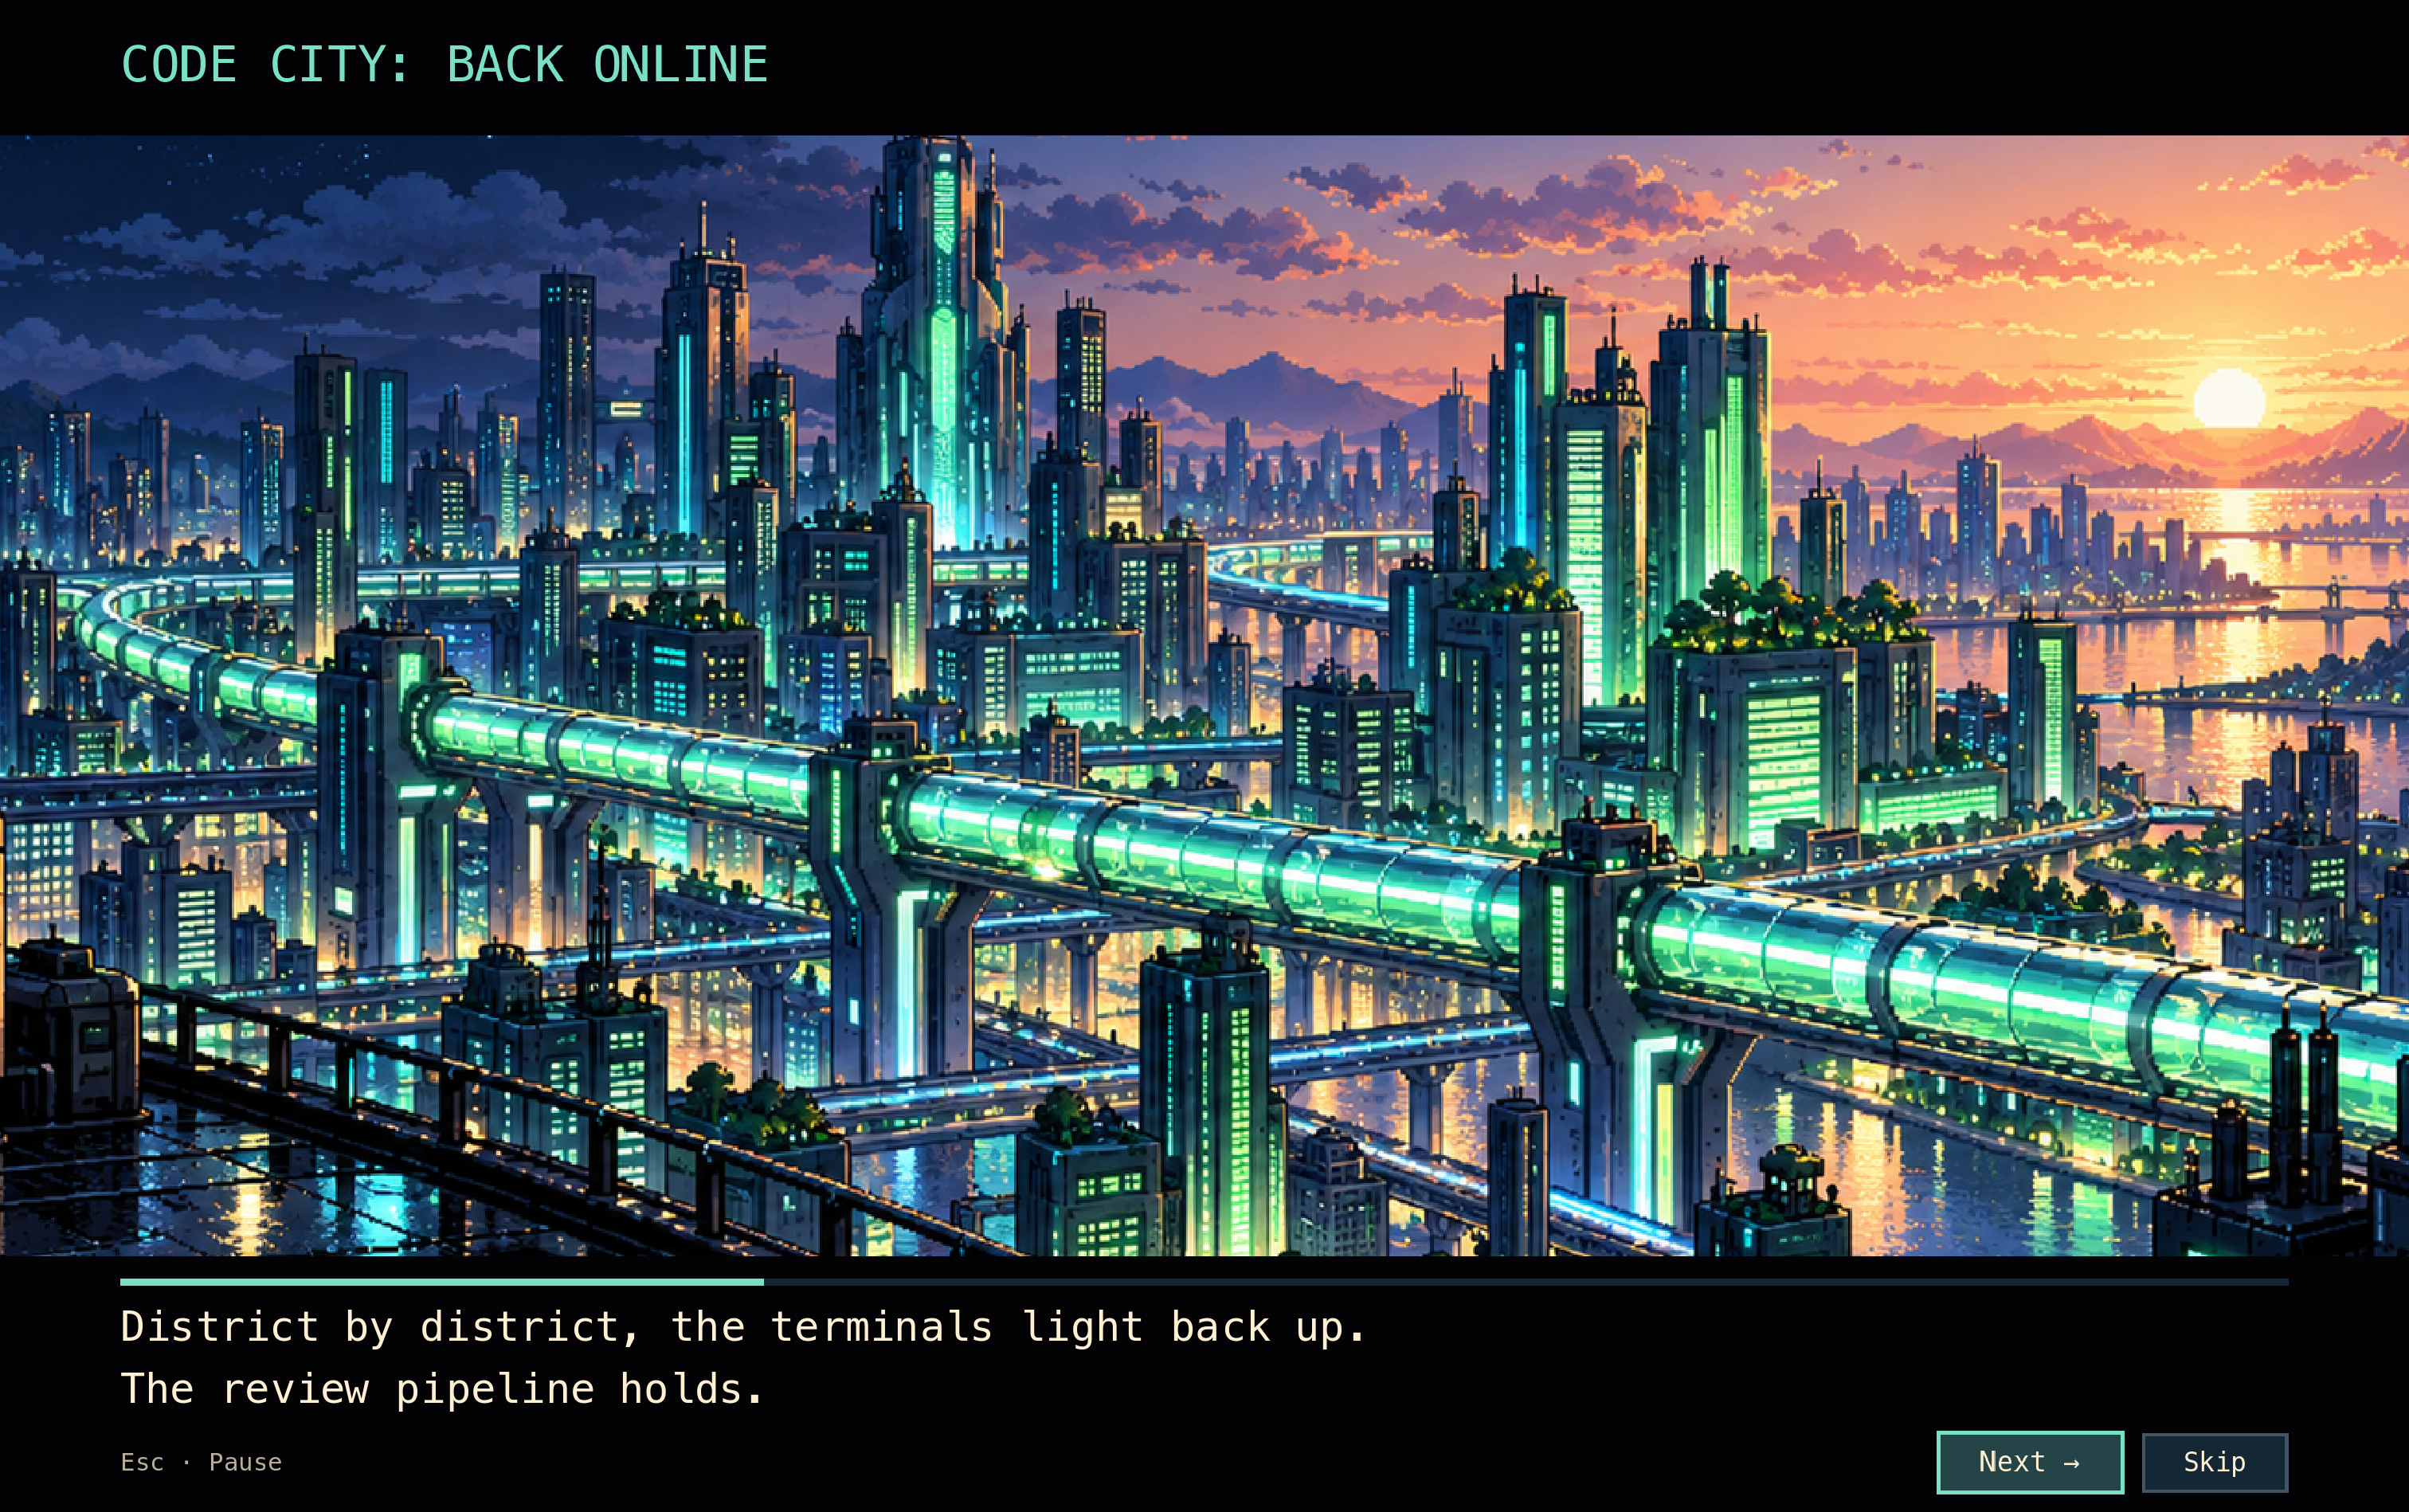 CODE CITY: BACK ONLINE
District by district, the terminals light back up.
The review pipeline holds.
Esc · Pause
Next →
Skip